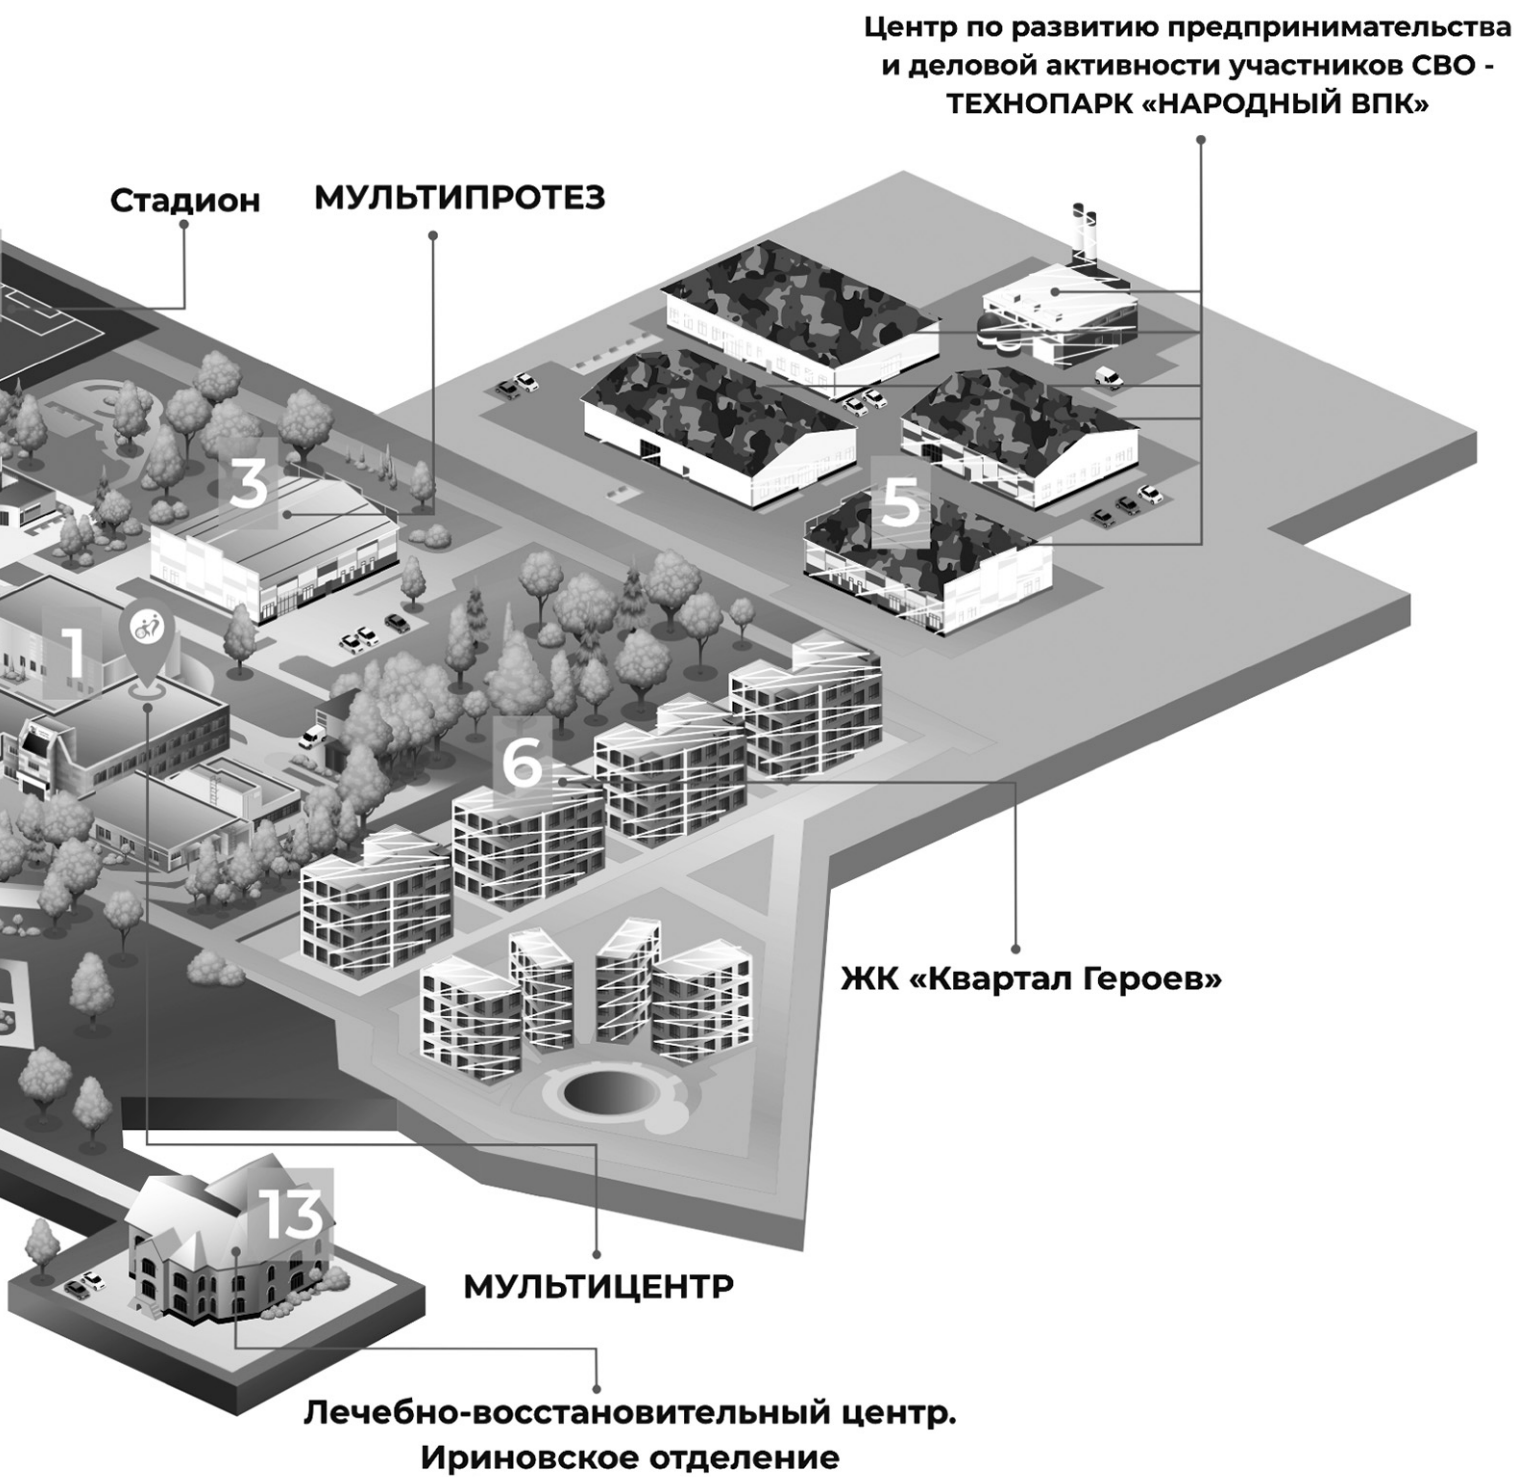 Центр по развитию предпринимательства
и деловой активности участников СВО -
ТЕХНОПАРК «НАРОДНЫЙ ВПК»
Стадион
МУЛЬТИПРОТЕЗ
3
5
1
6
ЖК «Квартал Героев»
13
МУЛЬТИЦЕНТР
Лечебно-восстановительный центр.
Ириновское отделение